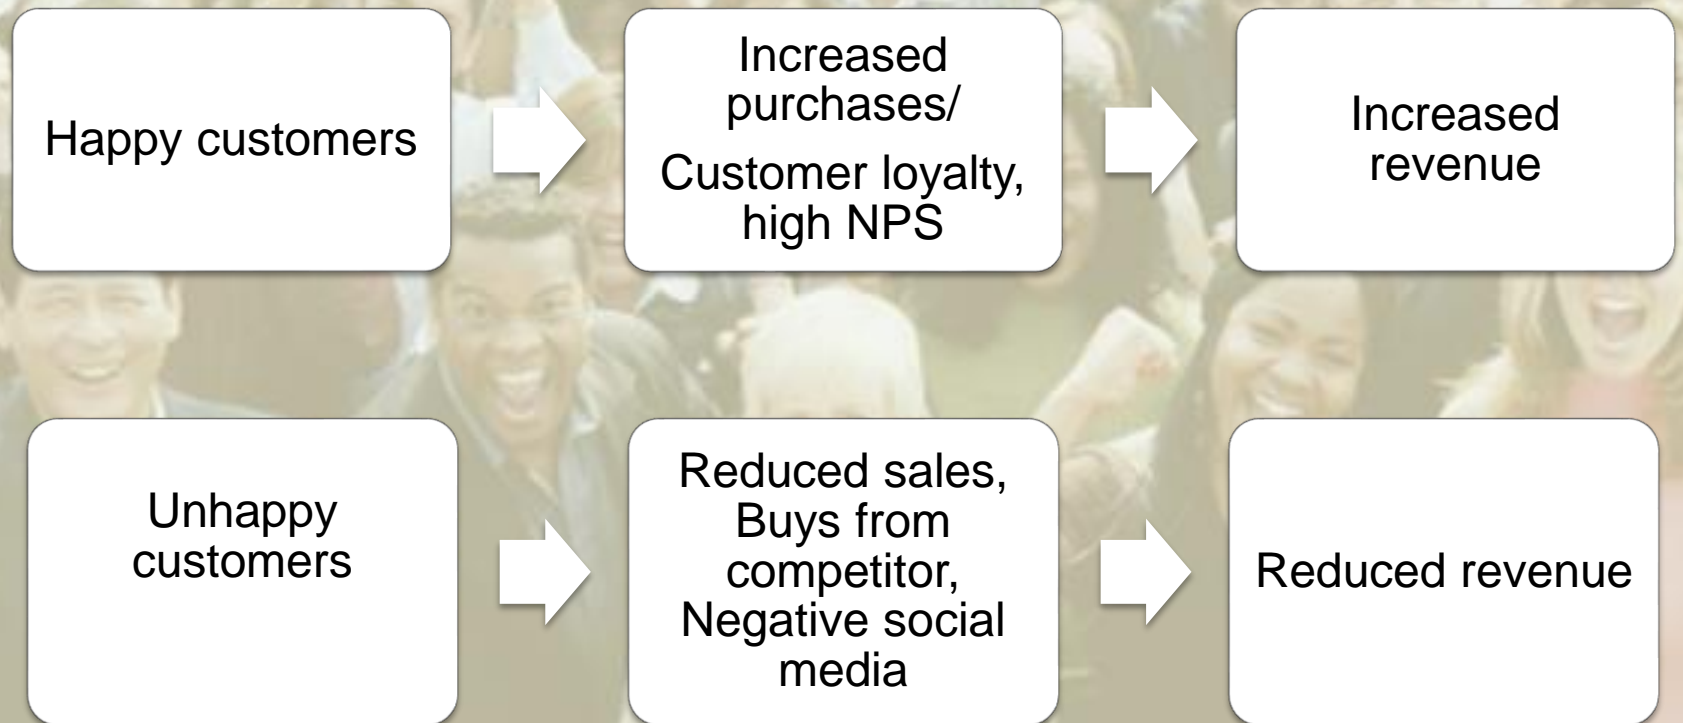 Happy customers
Increased
purchases/
Customer loyalty,
high NPS
Increased
revenue
Unhappy
customers
Reduced sales,
Buys from
competitor,
Negative social
media
Reduced revenue